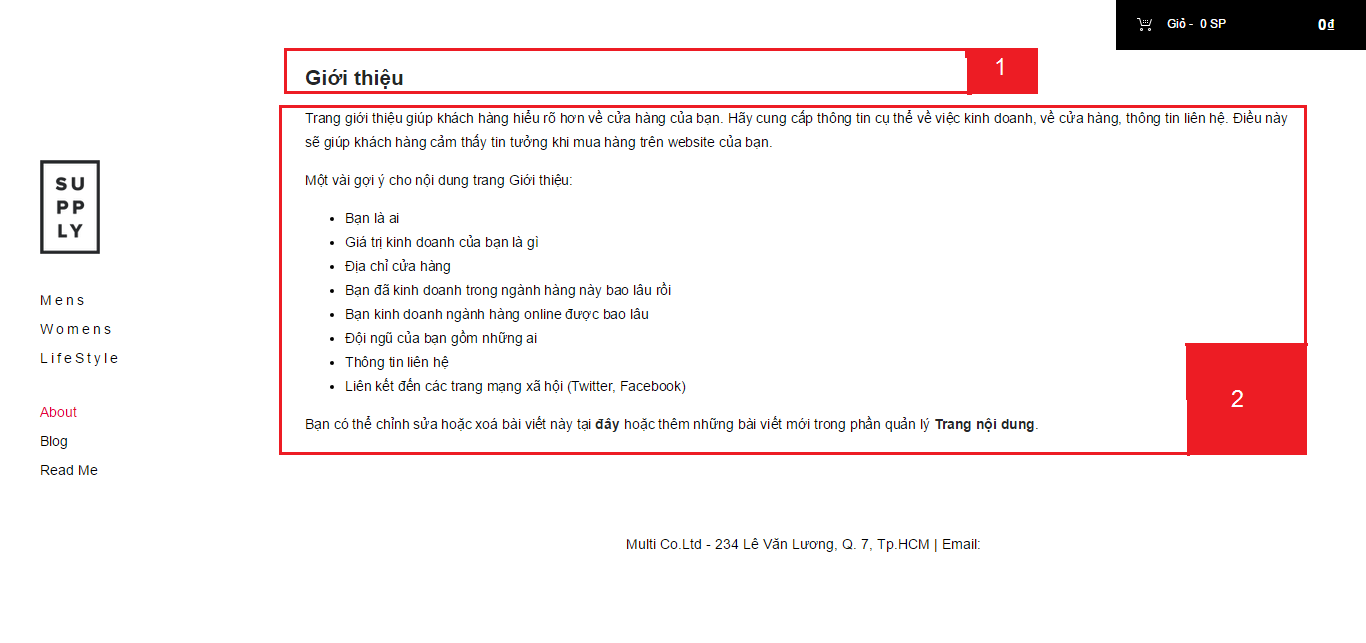 Giỏ - 0 SP 0₫
Giới thiệu
1
Trang giới thiệu giúp khách hàng hiểu rõ hơn về cửa hàng của bạn. Hãy cung cấp thông tin cụ thể về việc kinh doanh, về cửa hàng, thông tin liên hệ. Điều này
sẽ giúp khách hàng cảm thấy tin tưởng khi mua hàng trên website của bạn.
Một vài gợi ý cho nội dung trang Giới thiệu:
Bạn là ai
Giá trị kinh doanh của bạn là gì
Địa chỉ cửa hàng
Bạn đã kinh doanh trong ngành hàng này bao lâu rồi
Bạn kinh doanh ngành hàng online được bao lâu
Đội ngũ của bạn gồm những ai
Thông tin liên hệ
Liên kết đến các trang mạng xã hội (Twitter, Facebook)
2
Bạn có thể chỉnh sửa hoặc xoá bài viết này tại đây hoặc thêm những bài viết mới trong phần quản lý Trang nội dung.
SU
PP
LY
Mens
Womens
LifeStyle
About
Blog
Read Me
Multi Co.Ltd - 234 Lê Văn Lương, Q. 7, Tp.HCM | Email: